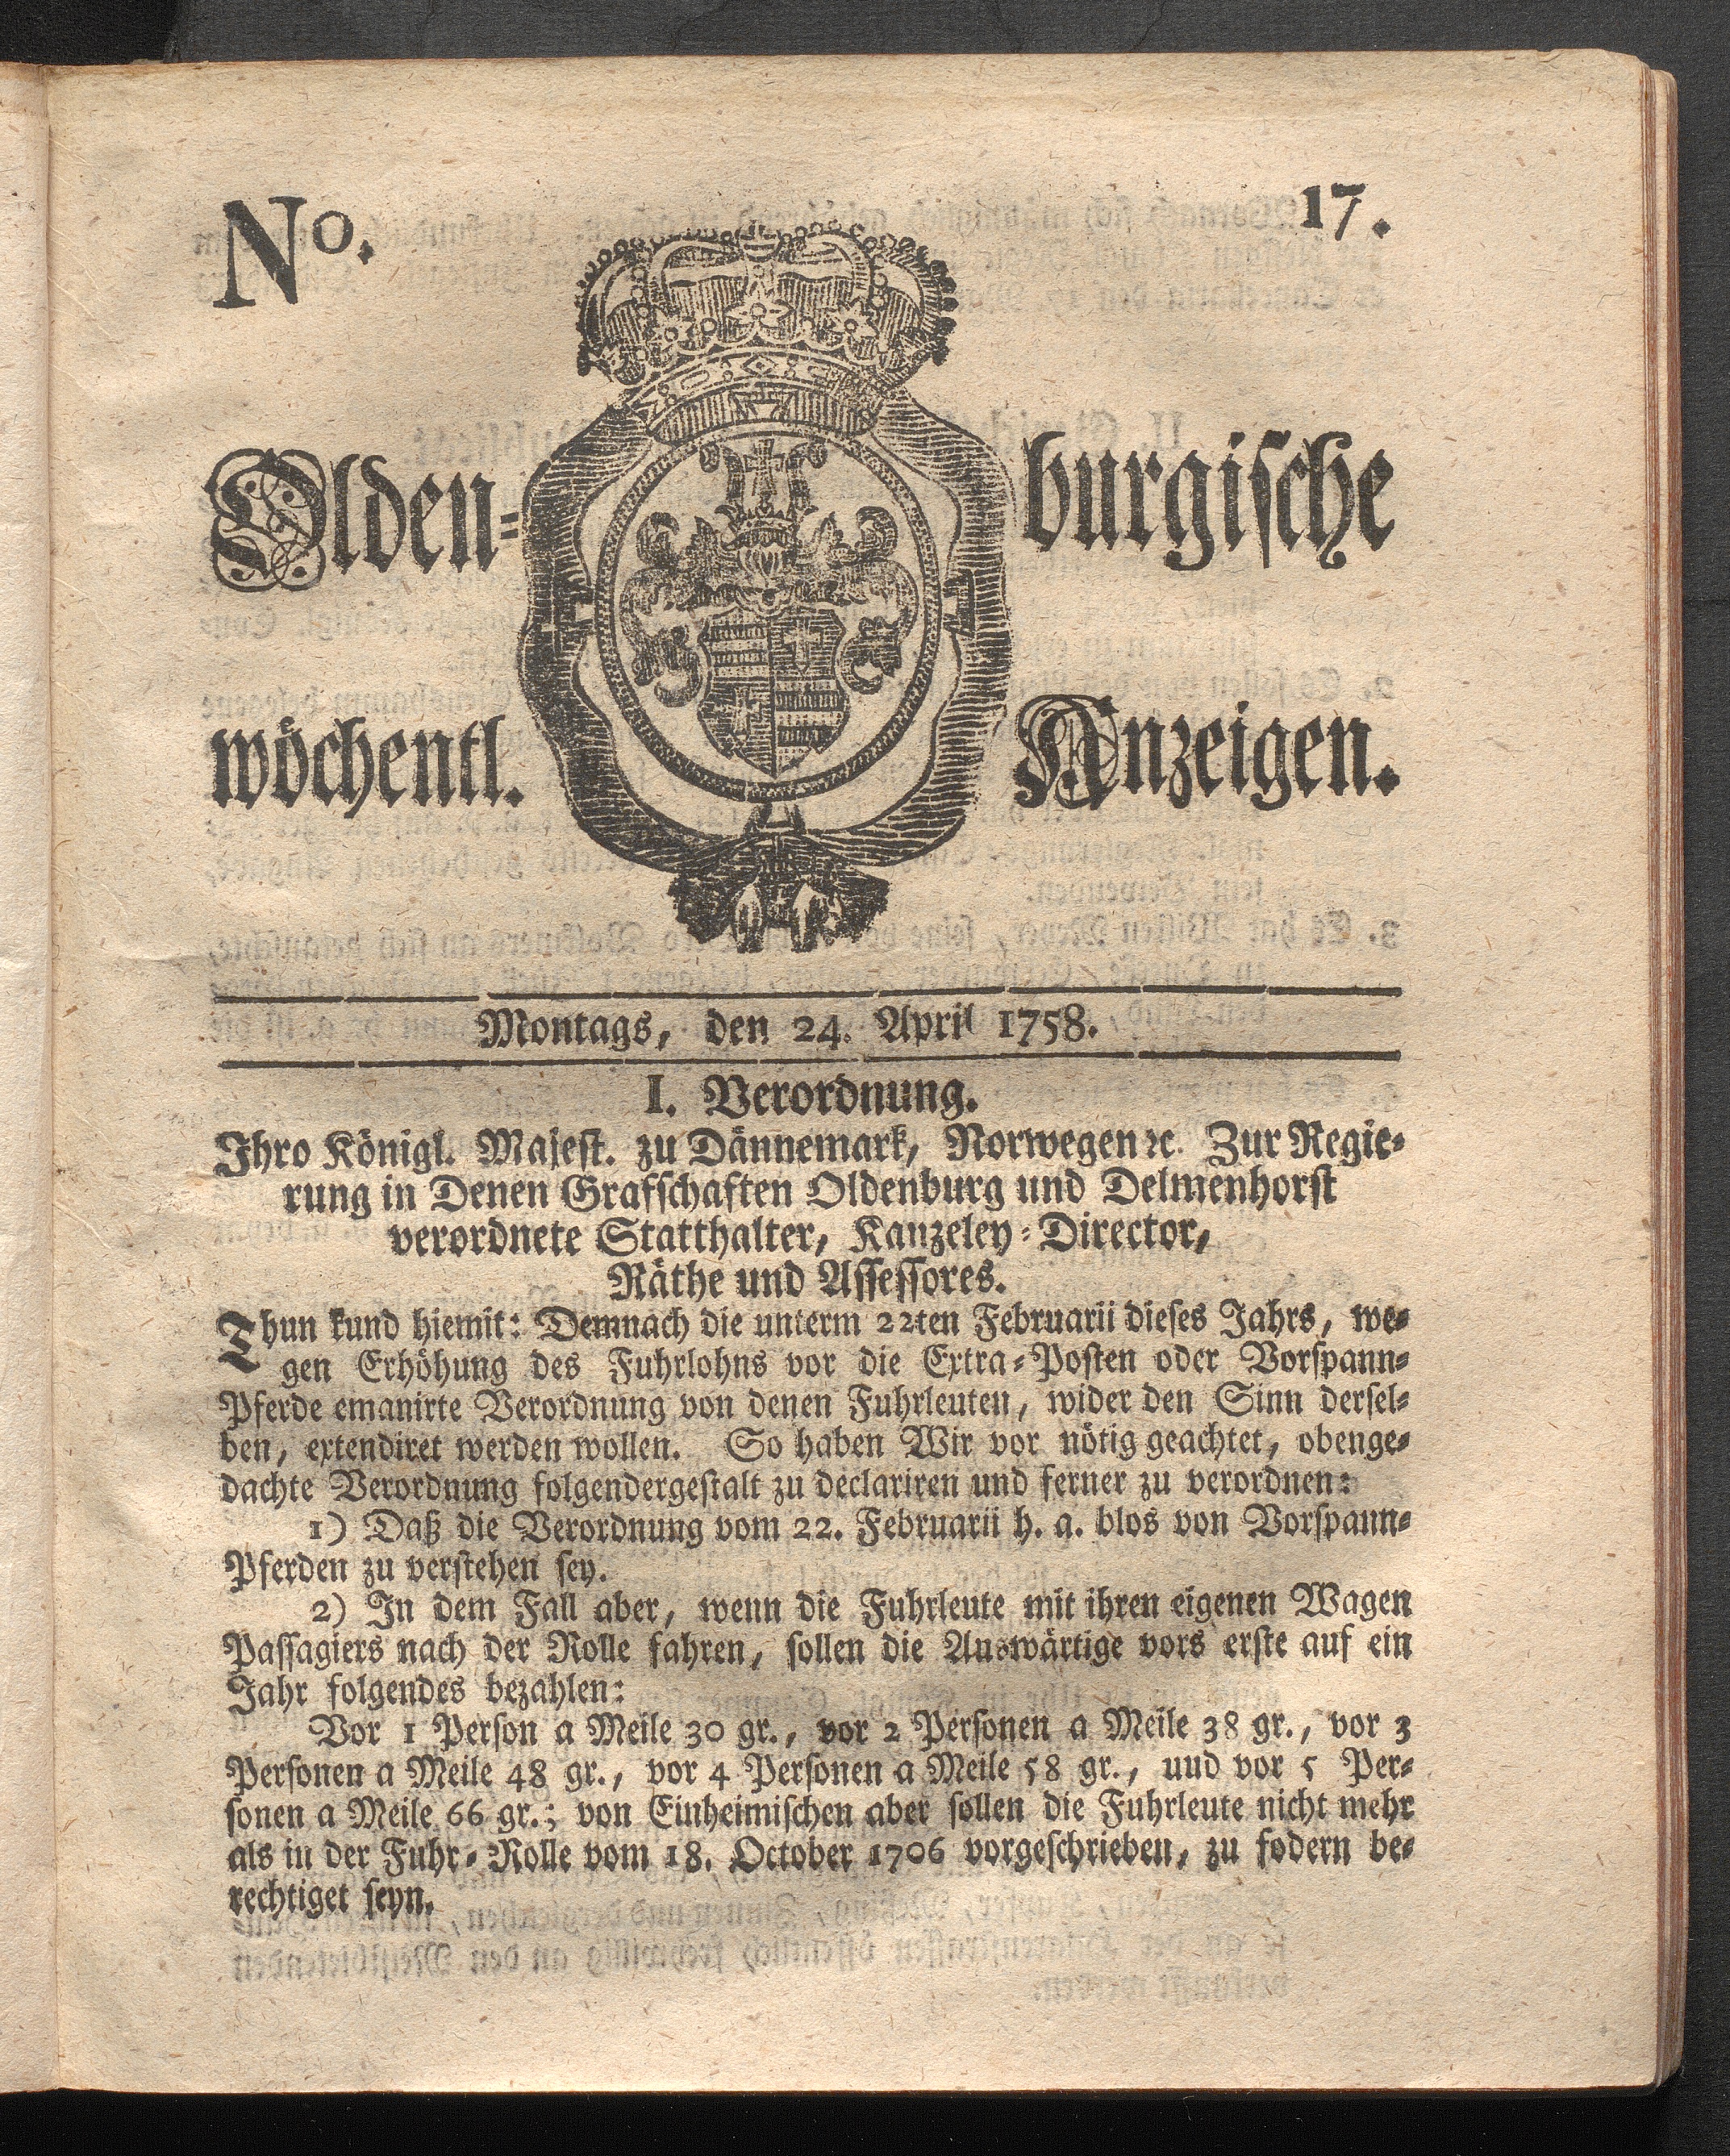 No. 17.
Olden= burgische
wöchentl. Anzeigen.
Montags, den 24. April 1758.
I. Verordnung.
Ihro Königl. Majest. zu Dännemark, Norwegen ꝛc. Zur Regie=
rung in Denen Grafschaften Oldenburg und Delmenhorst
verordnete Statthalter, Kanzeley=Director,
Räthe und Assessores.
Thun kund hiemit: Demnach die unterm 22ten Februarii dieses Jahrs, we=
gen Erhöhung des Fuhrlohns vor die Extra=Posten oder Vorspann=
Pferde emanirte Verordnung von denen Fuhrleuten, wider den Sinn dersel=
ben, extendiret werden wollen. So haben Wir vor nötig geachtet, obenge=
dachte Verordnung folgendergestalt zu declariren und ferner zu verordnen:
1) Daß die Verordnung vom 22. Februarii h. a. blos von Vorspann=
Pferden zu verstehen sey.
2) In dem Fall aber, wenn die Fuhrleute mit ihren eigenen Wagen
Passagiers nach der Rolle fahren, sollen die Auswärtige vors erste auf ein
Jahr folgendes bezahlen:
Vor 1 Person a Meile 30 gr., vor 2 Personen a Meile 38 gr., vor 3
Personen a Meile 48 gr., vor 4 Personen a Meile 58 gr., und vor 5 Per=
sonen a Meile 66 gr.; von Einheimischen aber sollen die Fuhrleute nicht mehr
als in der Fuhr=Rolle vom 18. October 1706 vorgeschrieben, zu fodern be=
rechtiget seyn.